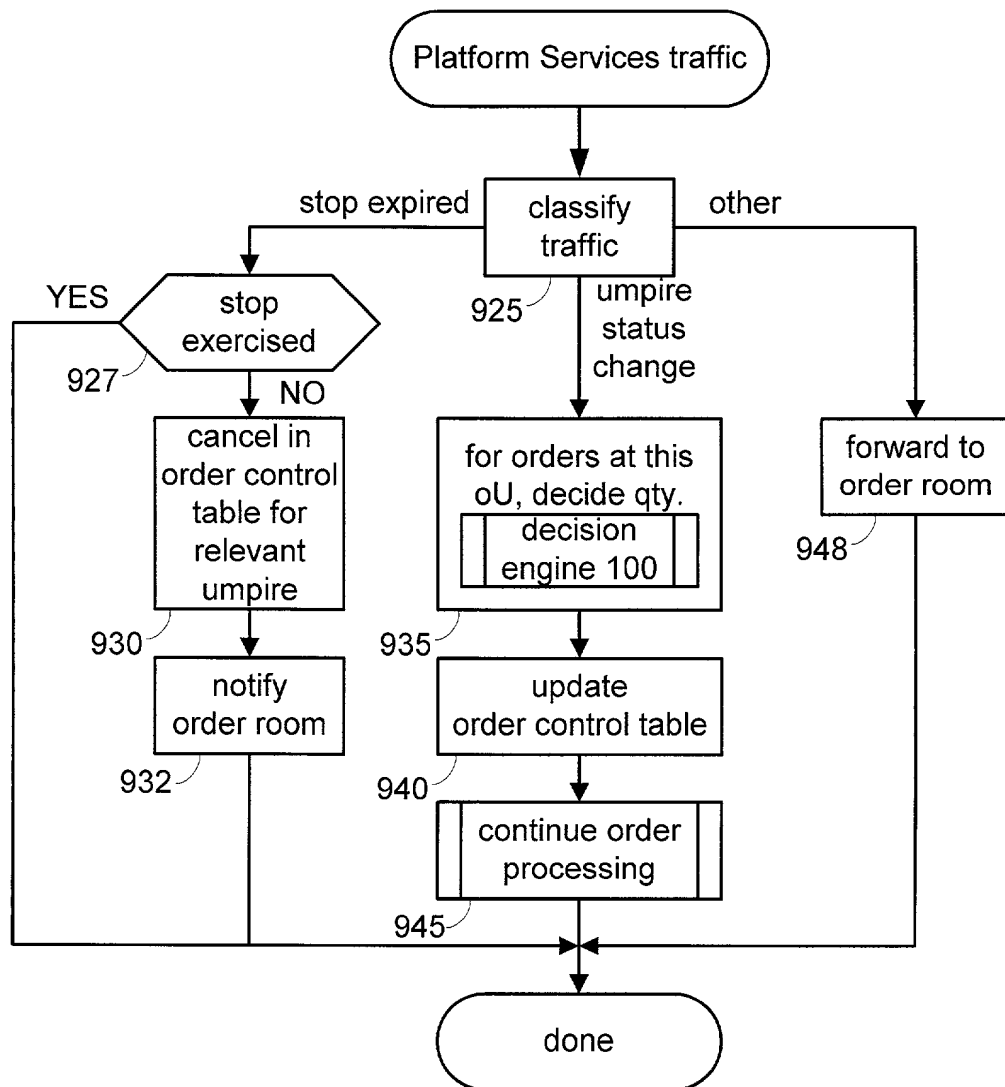 Platform Services traffic
stop expired
classify
traffic
other
925
umpire
status
change
YES
stop
exercised
927
NO
cancel in
order control
table for
relevant
umpire
930
notify
order room
932
for orders at this
oU, decide qty.
decision
engine 100
935
update
order control table
940
continue order
processing
945
forward to
order room
948
done